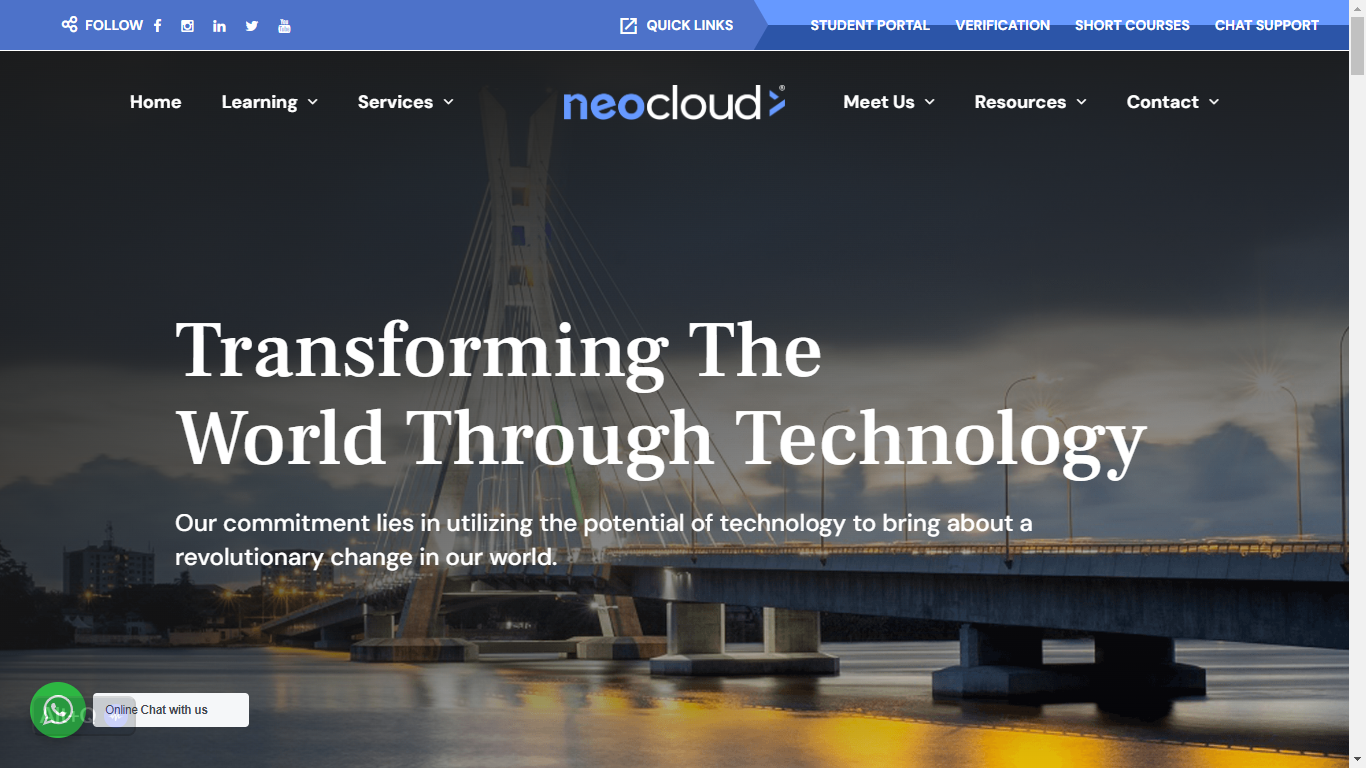 FOLLOW
QUICK LINKS
STUDENT PORTAL
VERIFICATION
SHORT COURSES
CHAT SUPPORT
Home
Learning
Services
neocloud
®
Meet Us
Resources
Contact
Transforming The
World Through Technology
Our commitment lies in utilizing the potential of technology to bring about a
revolutionary change in our world.
Online Chat with us